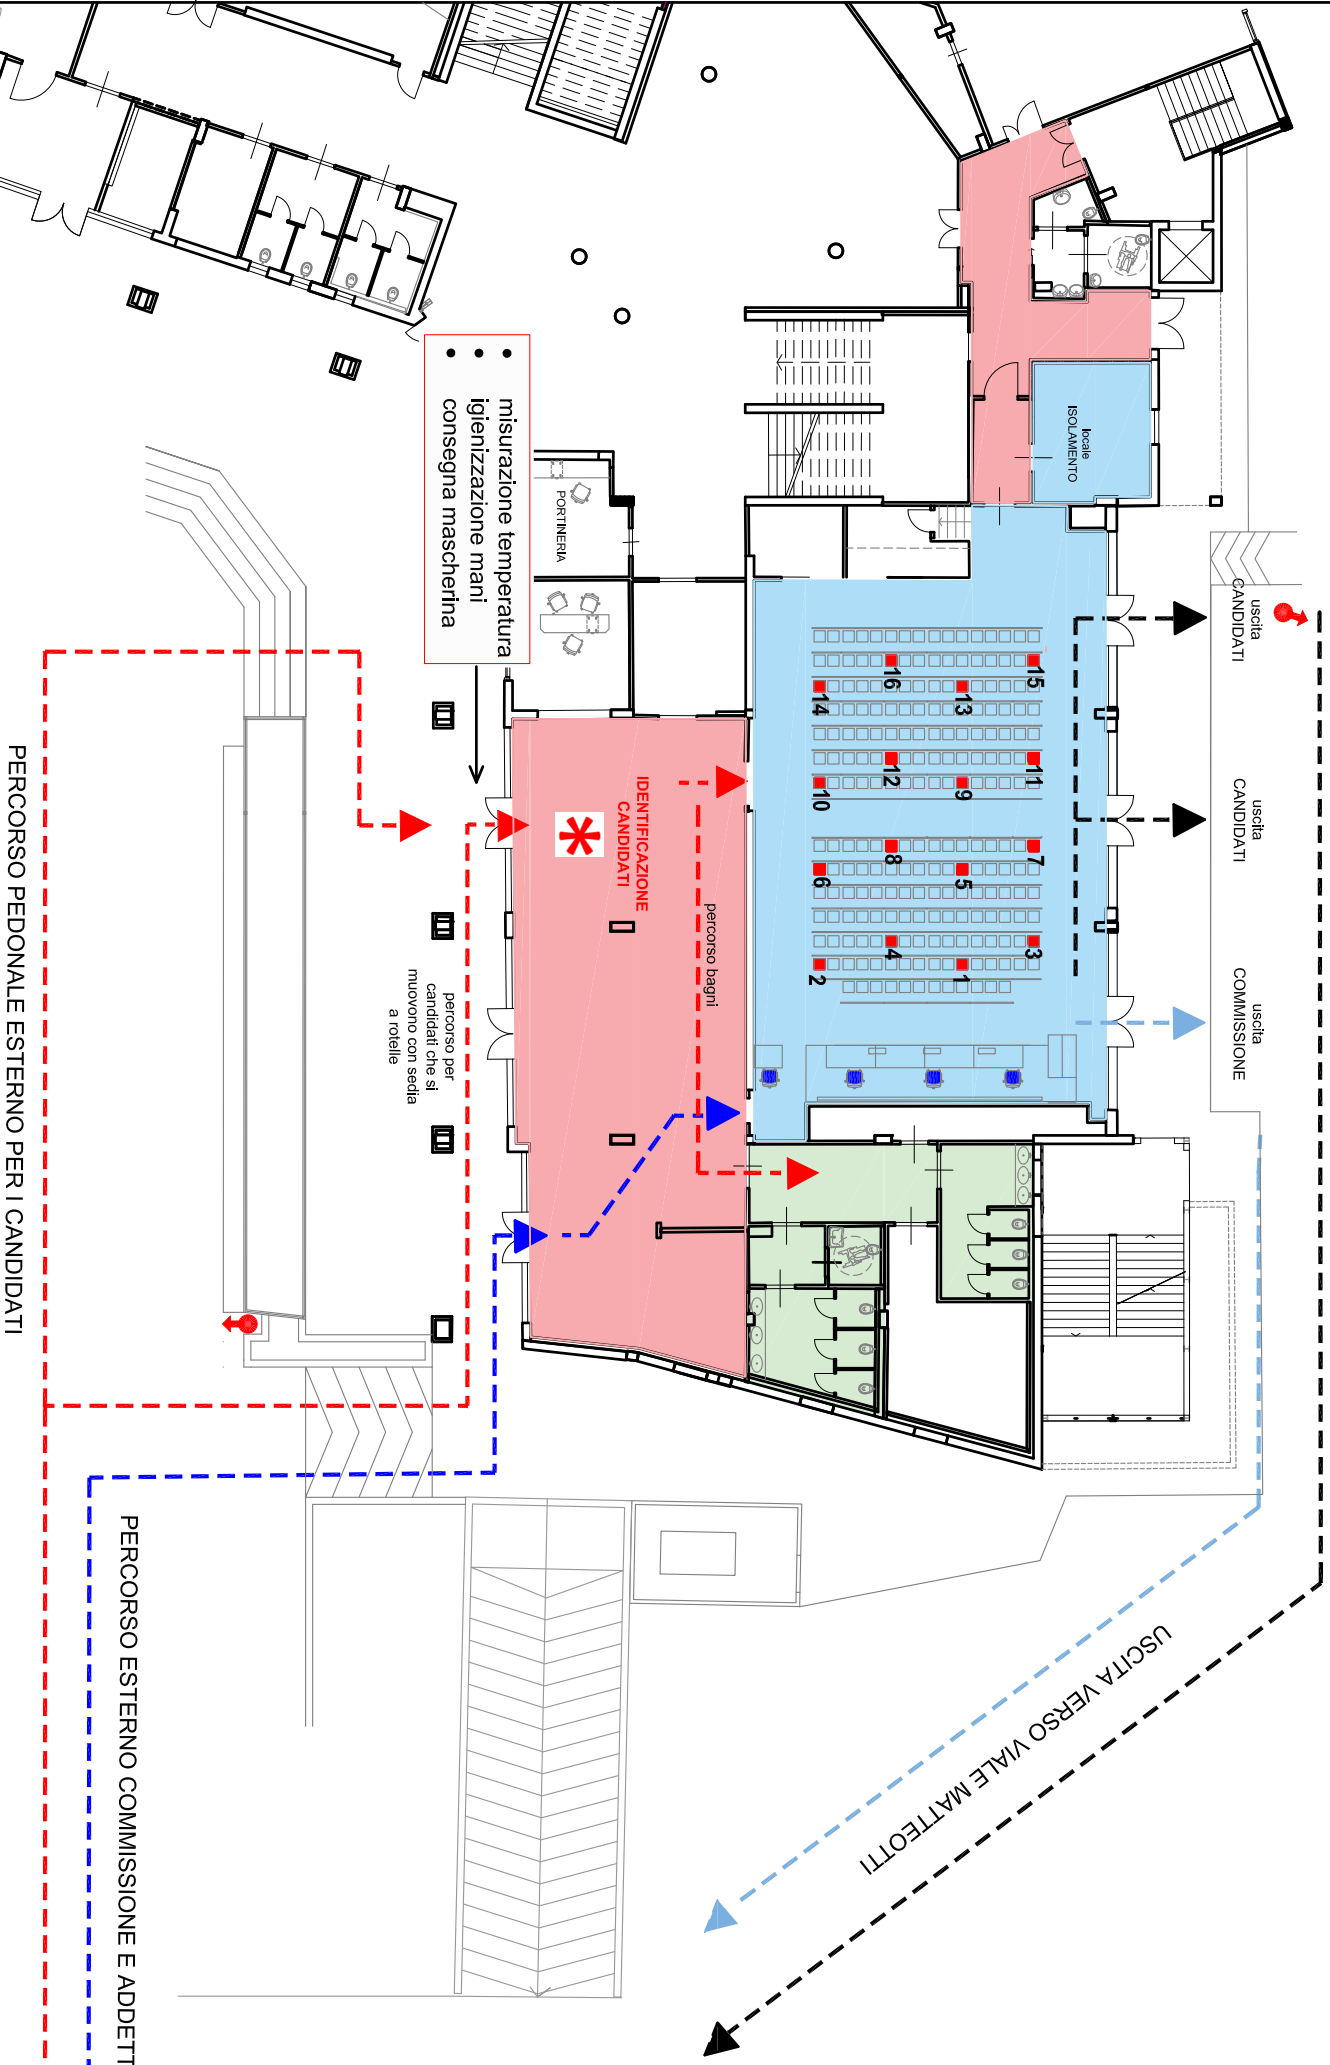 uscita
CANDIDATI
uscita
CANDIDATI
uscita
COMMISSIONE
locale
ISOLAMENTO
15
16
13
14
11
12
9
10
7
8
5
6
3
4
1
2
PORTINERIA
misurazione temperatura
igienizzazione mani
consegna mascherina
IDENTIFICAZIONE
CANDIDATI
*
percorso bagni
percorso per
candidati che si
muovono con sedia
a rotelle
PERCORSO PEDONALE ESTERNO PER I CANDIDATI
PERCORSO ESTERNO COMMISSIONE E ADDETT
USCITA VERSO VIALE MATTEOTTI